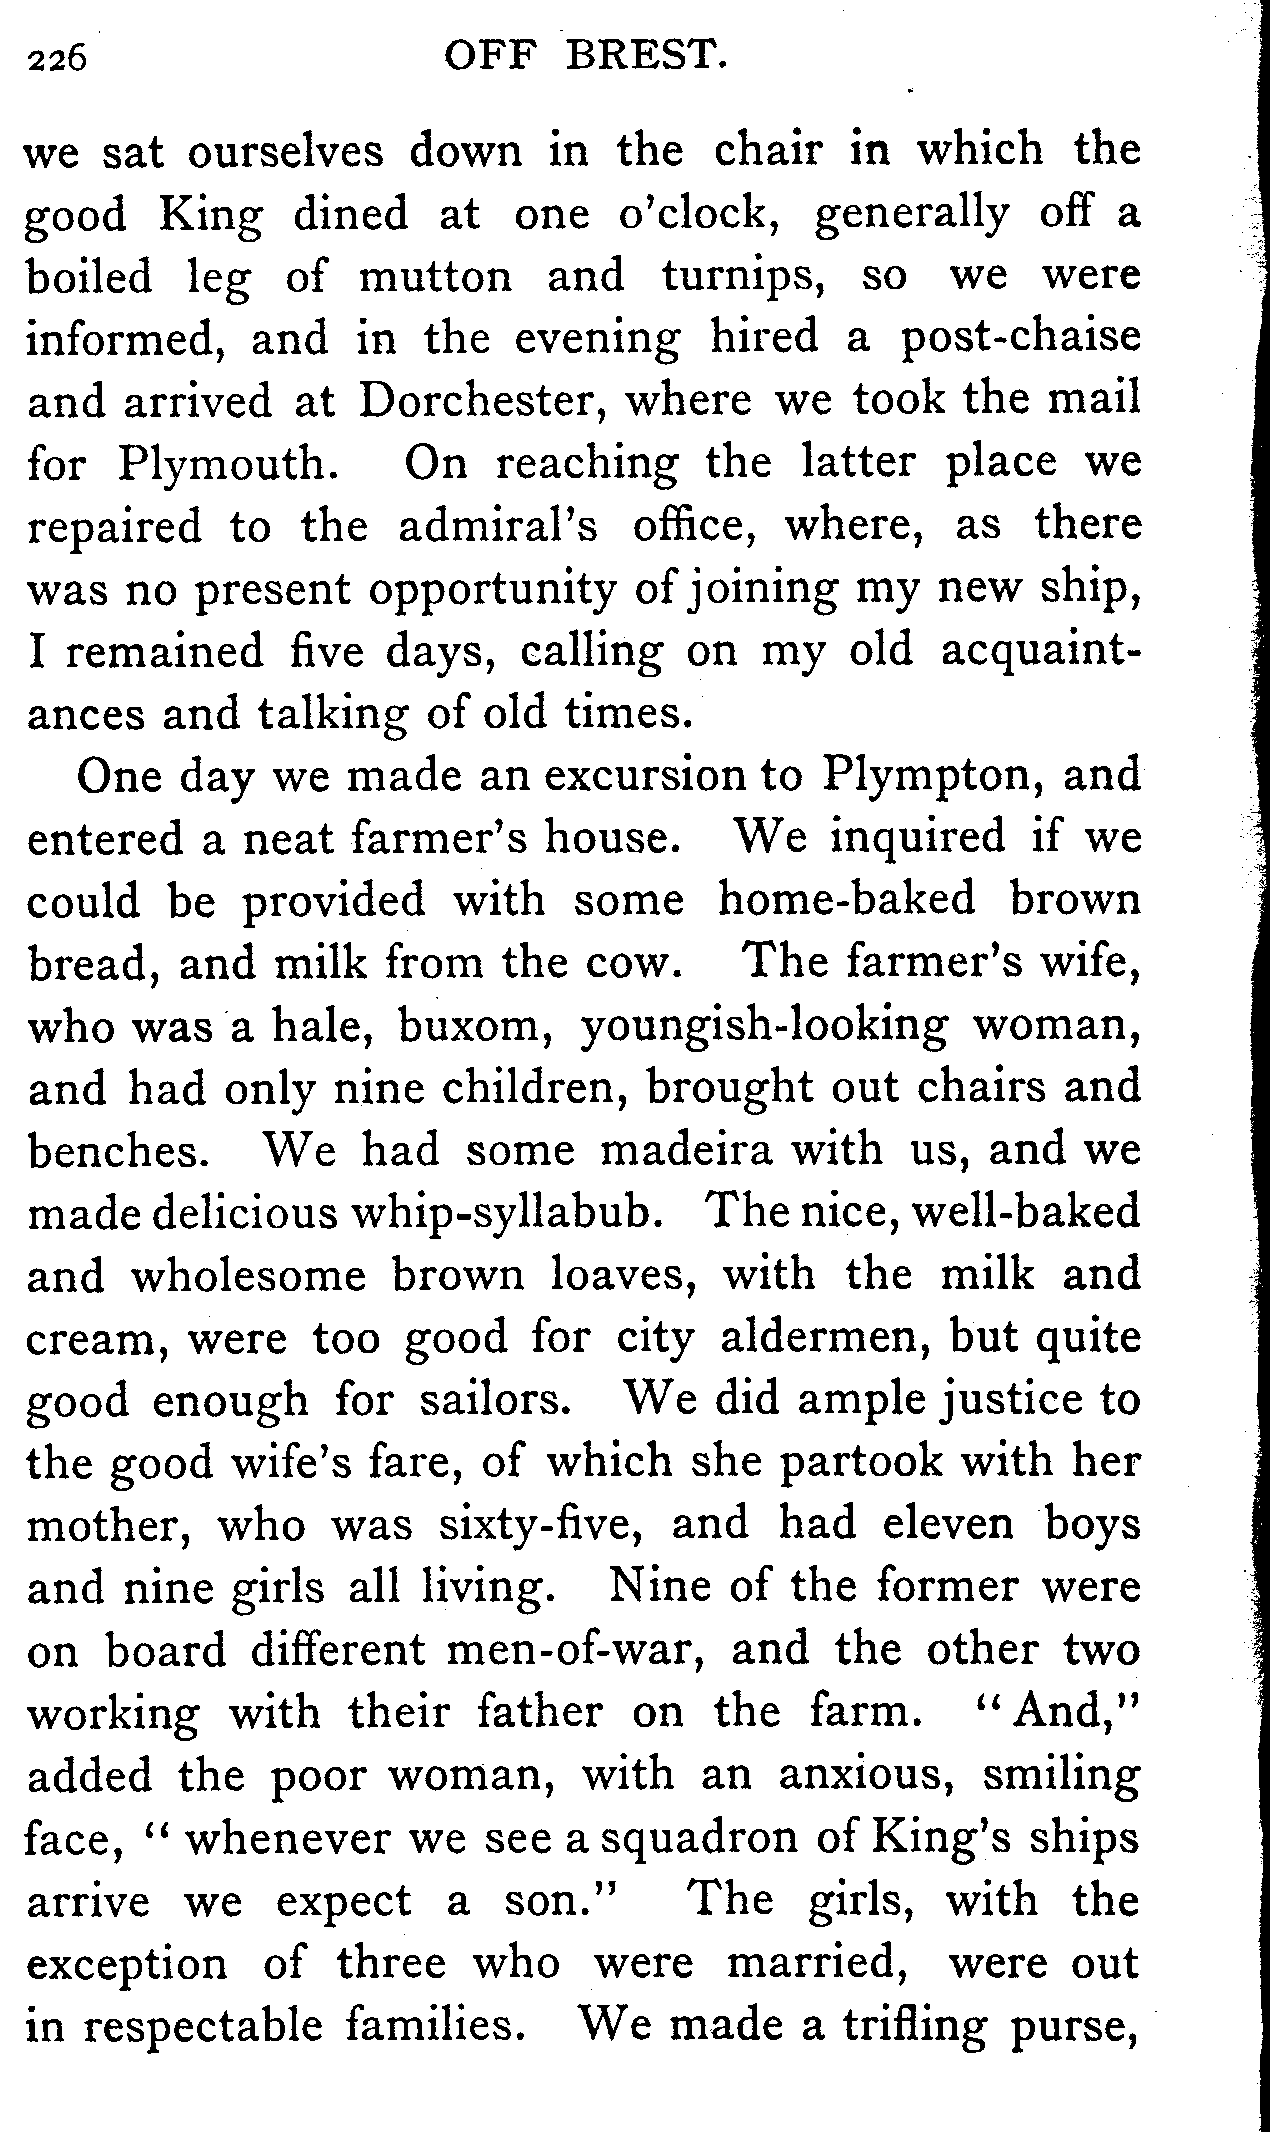 226 OFF BREST.
we sat ourselves down in the chair in which the
good King dined at one o'clock, generally off a
boiled leg of mutton and turnips, so we were
informed, and in the evening hired a post-chaise
and arrived at Dorchester, where we took the mail
for Plymouth. On reaching the latter place we
repaired to the admiral's office, where, as there
was no present opportunity of joining my new ship,
I remained five days, calling on my old acquaint-
ances and talking of old times.
One day we made an excursion to Plympton, and
entered a neat farmer's house. We inquired if we
could be provided with some home-baked brown
bread, and milk from the cow. The farmer's wife,
who was a hale, buxom, youngish-looking woman,
and had only nine children, brought out chairs and
benches. We had some madeira with us, and we
made delicious whip-syllabub. The nice, well-baked
and wholesome brown loaves, with the milk and
cream, were too good for city aldermen, but quite
good enough for sailors. We did ample justice to
the good wife's fare, of which she partook with her
mother, who was sixty-five, and had eleven boys
and nine girls all living. Nine of the former were
on board different men-of-war, and the other two
working with their father on the farm. "And,"
added the poor woman, with an anxious, smiling
face, "whenever we see a squadron of King's ships
arrive we expect a son." The girls, with the
exception of three who were married, were out
in respectable families. We made a trifling purse,